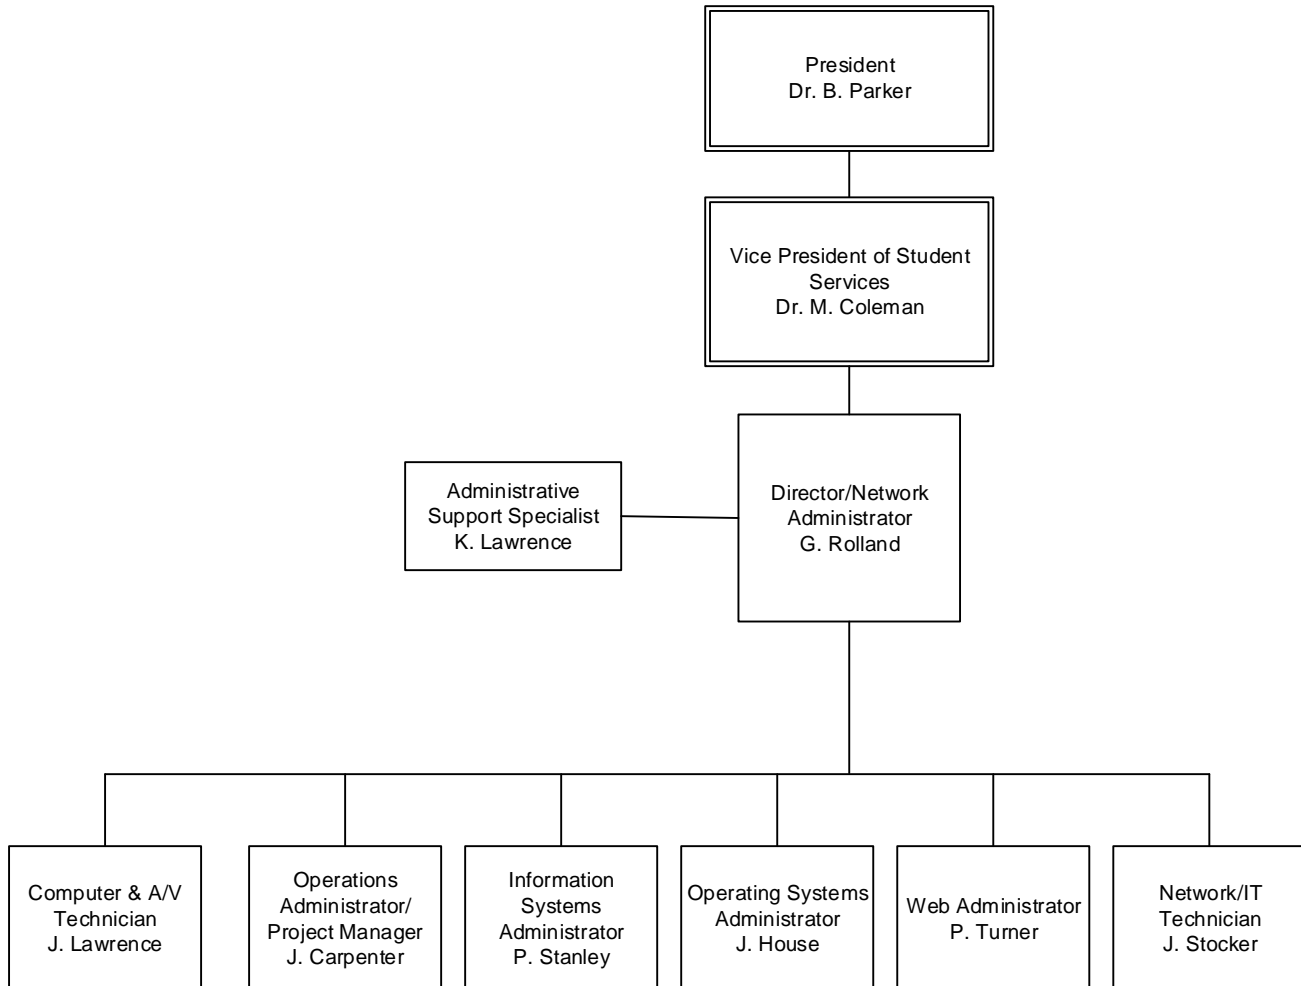 President
Dr. B. Parker
Vice President of Student
Services
Dr. M. Coleman
Administrative
Support Specialist
K. Lawrence
Director/Network
Administrator
G. Rolland
Computer & A/V
Technician
J. Lawrence
Operations
Administrator/
Project Manager
J. Carpenter
Information
Systems
Administrator
P. Stanley
Operating Systems
Administrator
J. House
Web Administrator
P. Turner
Network/IT
Technician
J. Stocker